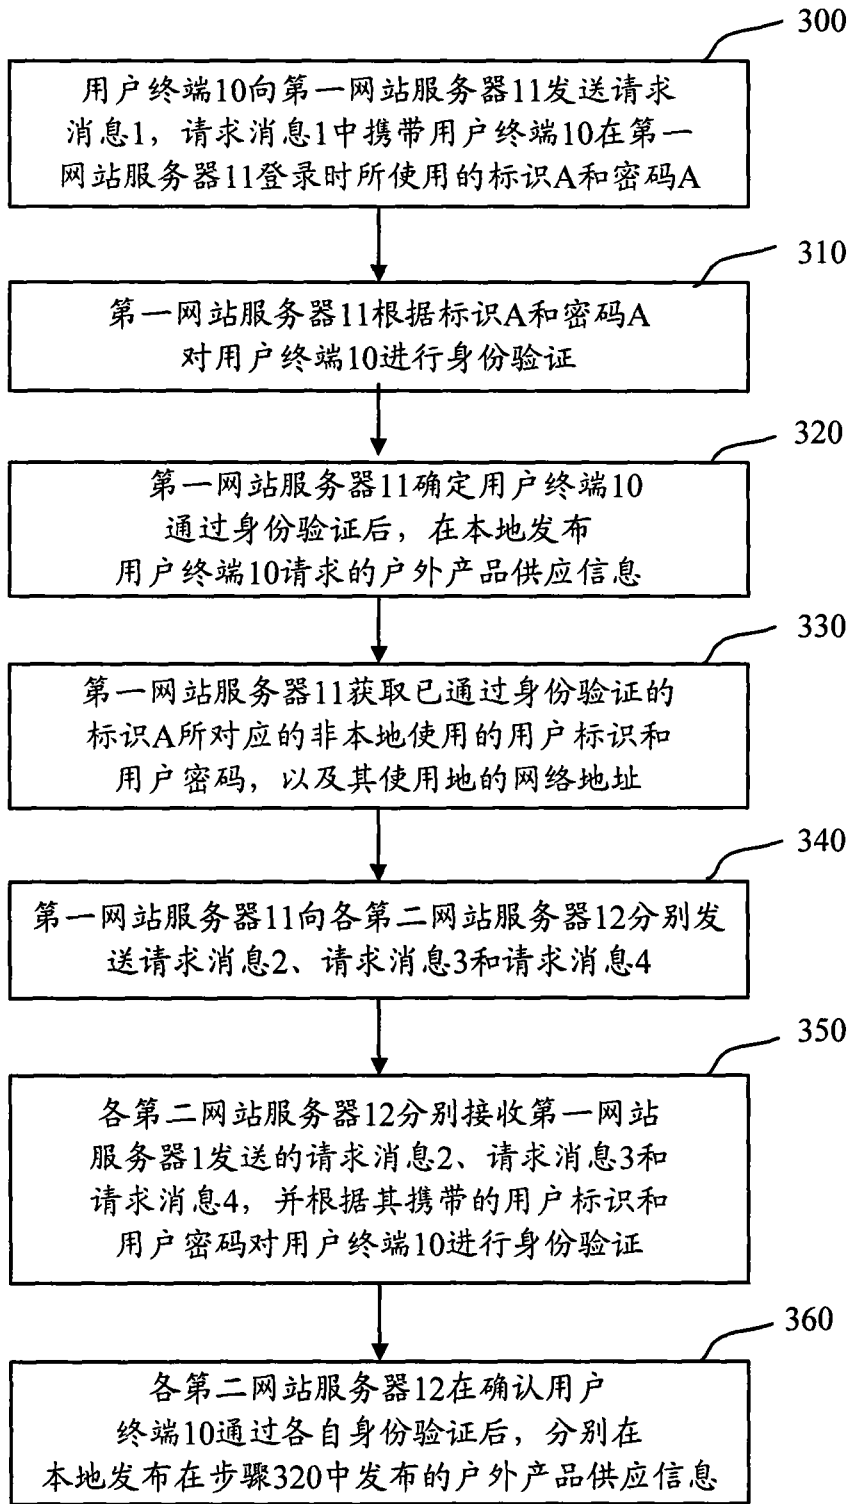 300
用户终端10向第一网站服务器11发送请求
消息1，请求消息1中携带用户终端10在第一
网站服务器11登录时所使用的标识A和密码A
310
第一网站服务器11根据标识A和密码A
对用户终端10进行身份验证
320
第一网站服务器11确定用户终端10
通过身份验证后，在本地发布
用户终端10请求的户外产品供应信息
330
第一网站服务器11获取已通过身份验证的
标识A所对应的非本地使用的用户标识和
用户密码，以及其使用地的网络地址
340
第一网站服务器11向各第二网站服务器12分别发
送请求消息2、请求消息3和请求消息4
350
各第二网站服务器12分别接收第一网站
服务器1发送的请求消息2、请求消息3和
请求消息4，并根据其携带的用户标识和
用户密码对用户终端10进行身份验证
360
各第二网站服务器12在确认用户
终端10通过各自身份验证后，分别在
本地发布在步骤320中发布的户外产品供应信息